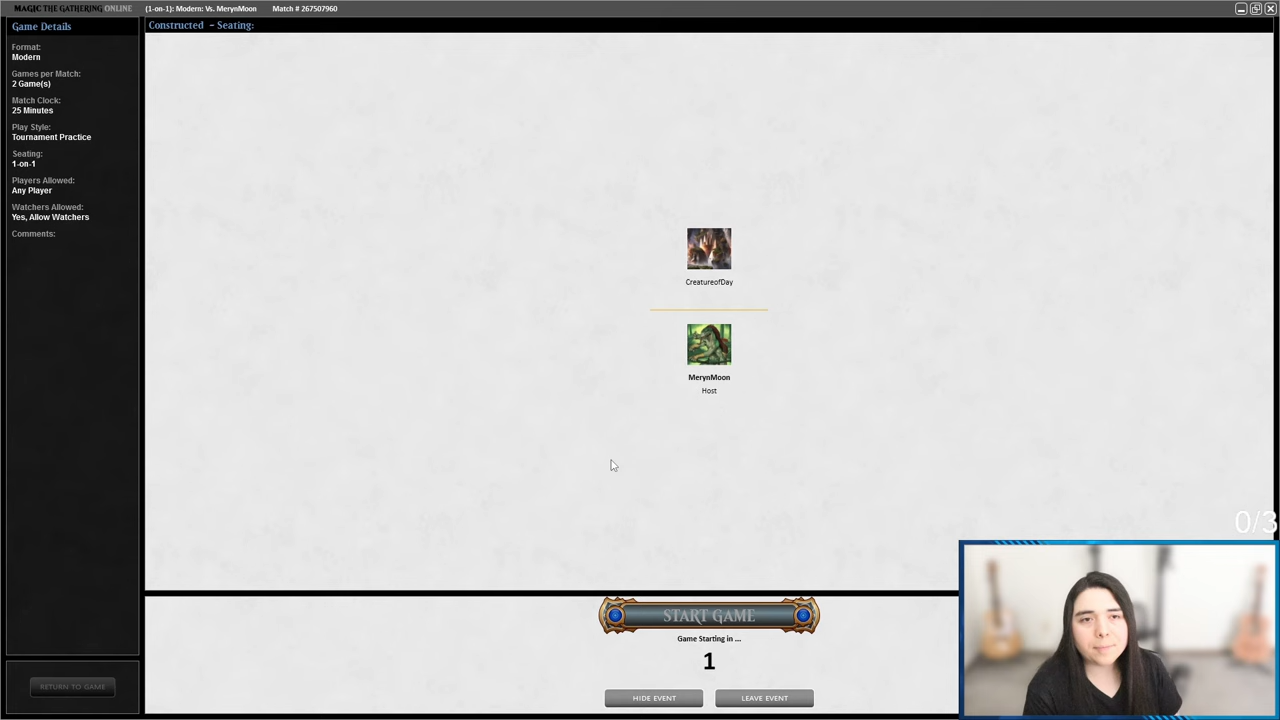 MAGIC THE GATHERING ONLINE
(1-on-1): Modern: Vs. MerynMoon
Match # 267507960
Game Details
Constructed - Seating:
Format:
Modern
Games per Match:
2 Game(s)
Match Clock:
25 Minutes
Play Style:
Tournament Practice
Seating:
1-on-1
Players Allowed:
Any Player
Watchers Allowed:
Yes, Allow Watchers
Comments:
CreatureofDay
MerynMoon
Host
0/3
START GAME
Game Starting in ...
1
RETURN TO GAME
HIDE EVENT
LEAVE EVENT